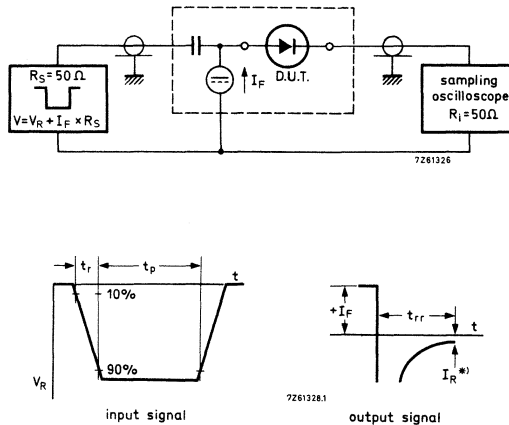 R_S = 50 Ω
V=V_R + I_F × R_S
I_F
D.U.T.
sampling
oscilloscope
R_i = 50Ω
7Z61326
t_r
t_p
t
10%
90%
V_R
input signal
+I_F
t_rr
t
I_R *)
7Z61328.1
output signal